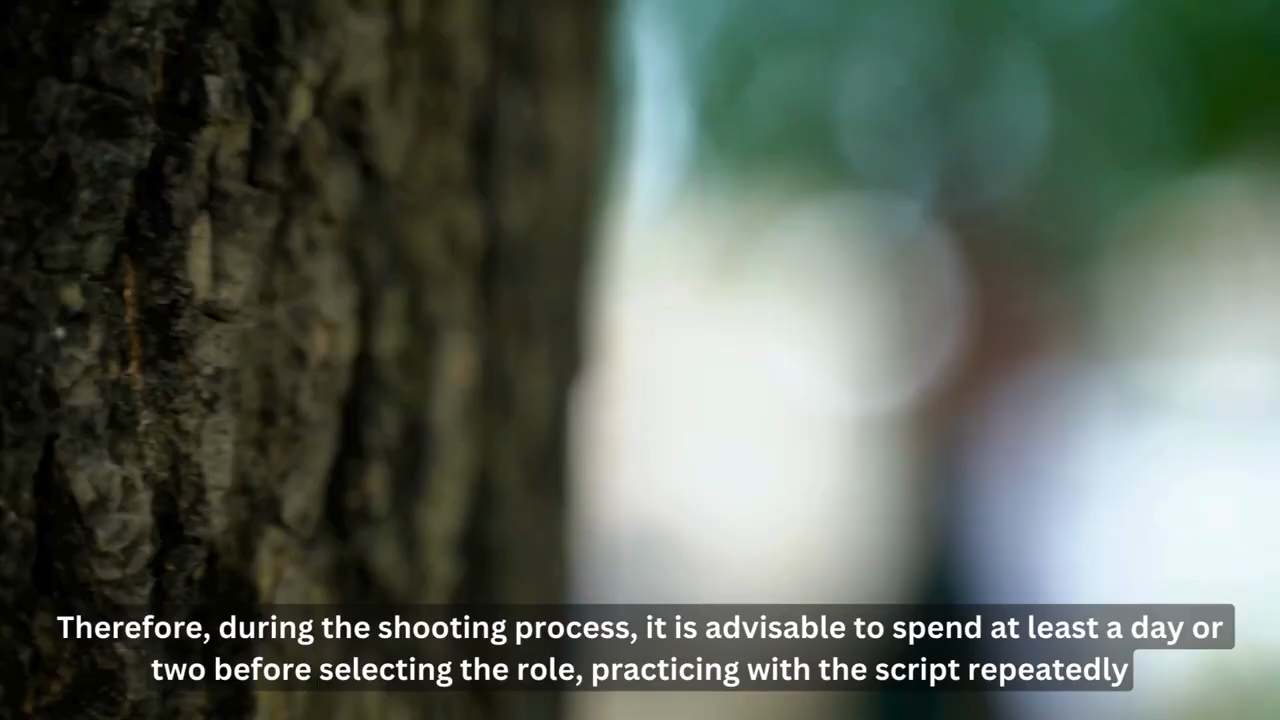 Therefore, during the shooting process, it is advisable to spend at least a day or
two before selecting the role, practicing with the script repeatedly